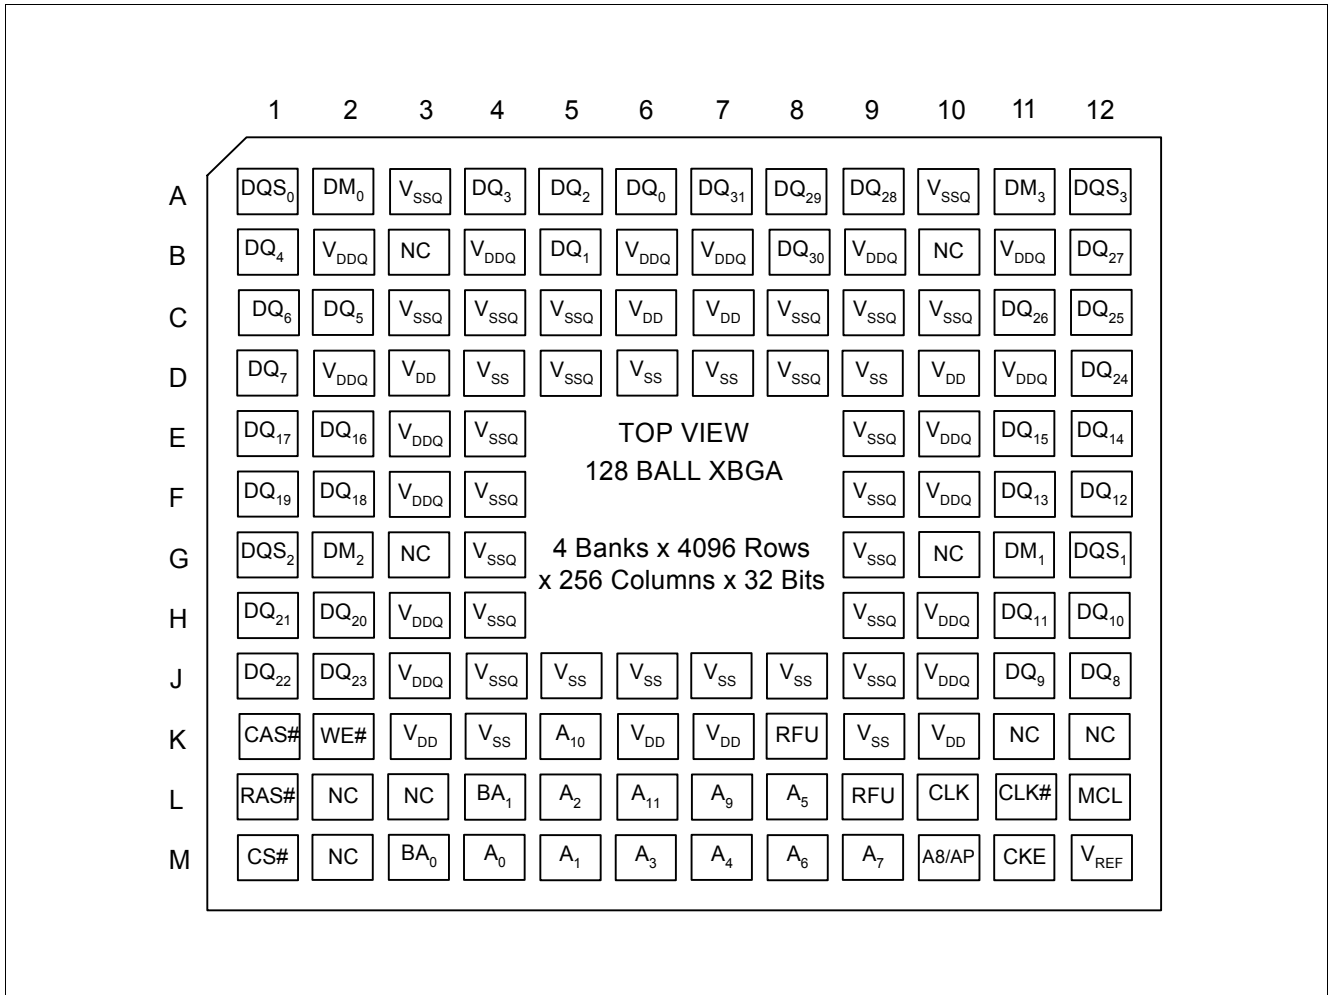 1 2 3 4 5 6 7 8 9 10 11 12
A DQS0 DM0 VSSQ DQ3 DQ2 DQ0 DQ31 DQ29 DQ28 VSSQ DM3 DQS3
B DQ4 VDDQ NC VDDQ DQ1 VDDQ VDDQ DQ30 VDDQ NC VDDQ DQ27
C DQ6 DQ5 VSSQ VSSQ VSSQ VDD VDD VSSQ VSSQ VSSQ DQ26 DQ25
D DQ7 VDDQ VDD VSS VSSQ VSS VSS VSSQ VSS VDD VDDQ DQ24
E DQ17 DQ16 VDDQ VSSQ TOP VIEW VSSQ VDDQ DQ15 DQ14
128 BALL XBGA
F DQ19 DQ18 VDDQ VSSQ VSSQ VDDQ DQ13 DQ12
G DQS2 DM2 NC VSSQ 4 Banks x 4096 Rows VSSQ NC DM1 DQS1
x 256 Columns x 32 Bits
H DQ21 DQ20 VDDQ VSSQ VSSQ VDDQ DQ11 DQ10
J DQ22 DQ23 VDDQ VSSQ VSS VSS VSS VSS VSSQ VDDQ DQ9 DQ8
K CAS# WE# VDD VSS A10 VDD VDD RFU VSS VDD NC NC
L RAS# NC NC BA1 A2 A11 A9 A5 RFU CLK CLK# MCL
M CS# NC BA0 A0 A1 A3 A4 A6 A7 A8/AP CKE VREF